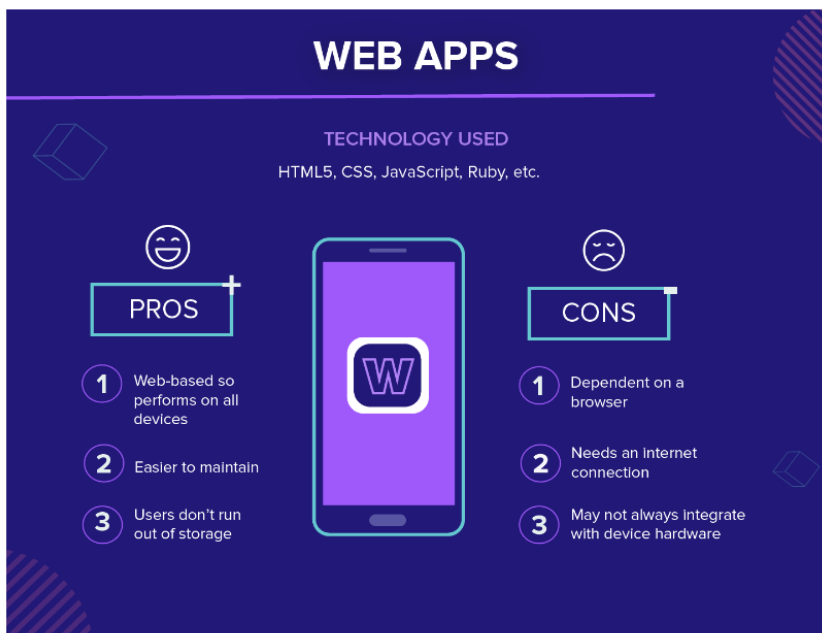 WEB APPS
TECHNOLOGY USED
HTML5, CSS, JavaScript, Ruby, etc.
PROS
1 Web-based so
performs on all
devices
2 Easier to maintain
3 Users don’t run
out of storage
W
CONS
1 Dependent on a
browser
2 Needs an internet
connection
3 May not always integrate
with device hardware